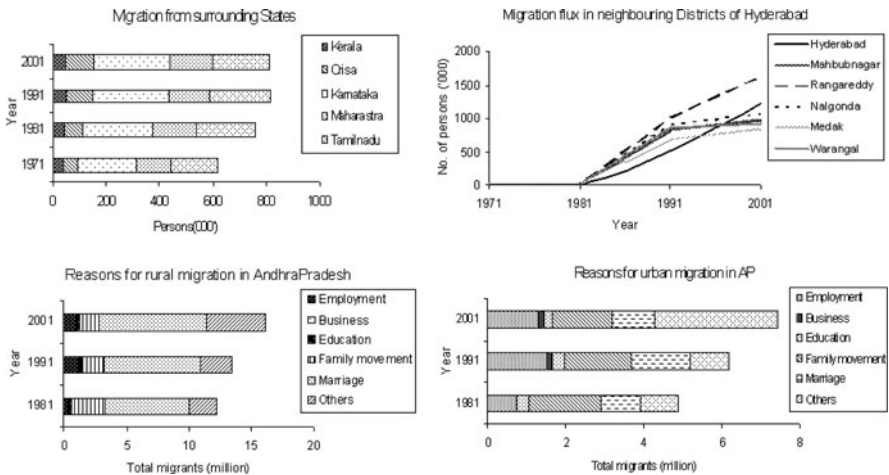 Migration from surrounding States
2001
1991
1981
1971
Year
0 200 400 600 800 1000
Persons('000')
Kerala
Orisa
Karnataka
Maharastra
Tamilnadu
Migration flux in neighbouring Districts of Hyderabad
2000
1500
1000
500
0
No. of persons ('000)
1971 1981 1991 2001
Year
Hyderabad
Mahbubnagar
Rangareddy
Nalgonda
Medak
Warangal
Reasons for rural migration in AndhraPradesh
2001
1991
1981
Year
0 5 10 15 20
Total migrants (million)
Employment
Business
Education
Family movement
Marriage
Others
Reasons for urban migration in AP
2001
1991
1981
Year
0 2 4 6 8
Total migrants (million)
Employment
Business
Education
Family movement
Marriage
Others